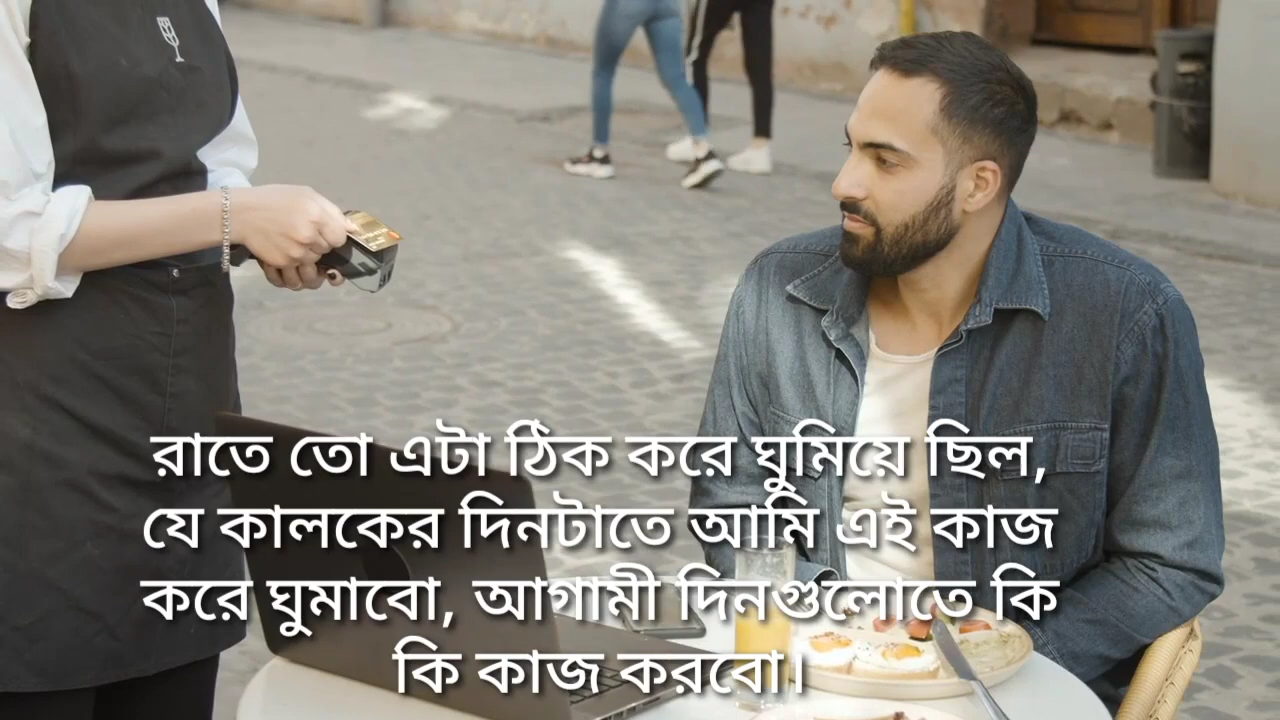 রাতে তো এটা ঠিক করে ঘুমিয়ে ছিল,
যে কালকের দিনটাতে আমি এই কাজ
করে ঘুমাবো, আগামী দিনগুলোতে কি
কি কাজ করবো।